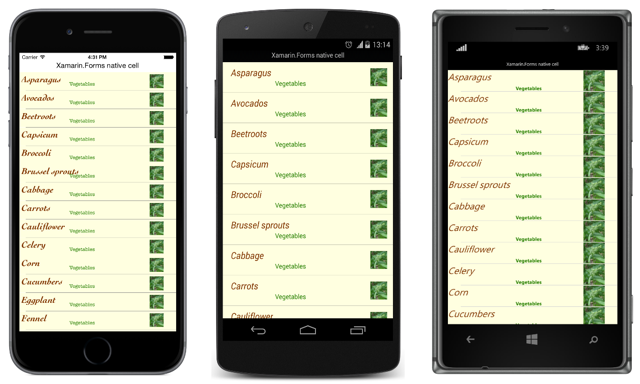 Carrier 4:31 PM
Xamarin.Forms native cell
Asparagus
Vegetables
Avocados
Vegetables
Beetroots
Vegetables
Capsicum
Vegetables
Broccoli
Vegetables
Brussel sprouts
Vegetables
Cabbage
Vegetables
Carrots
Vegetables
Cauliflower
Vegetables
Celery
Vegetables
Corn
Vegetables
Cucumbers
Vegetables
Eggplant
Vegetables
Fennel
Vegetables
13:14
Xamarin.Forms native cell
Asparagus
Vegetables
Avocados
Vegetables
Beetroots
Vegetables
Capsicum
Vegetables
Broccoli
Vegetables
Brussel sprouts
Vegetables
Cabbage
Vegetables
Carrots
Vegetables
Cauliflower
3:39
Xamarin.Forms native cell
Asparagus
Vegetables
Avocados
Vegetables
Beetroots
Vegetables
Capsicum
Vegetables
Broccoli
Vegetables
Brussel sprouts
Vegetables
Cabbage
Vegetables
Carrots
Vegetables
Cauliflower
Vegetables
Celery
Vegetables
Corn
Vegetables
Cucumbers